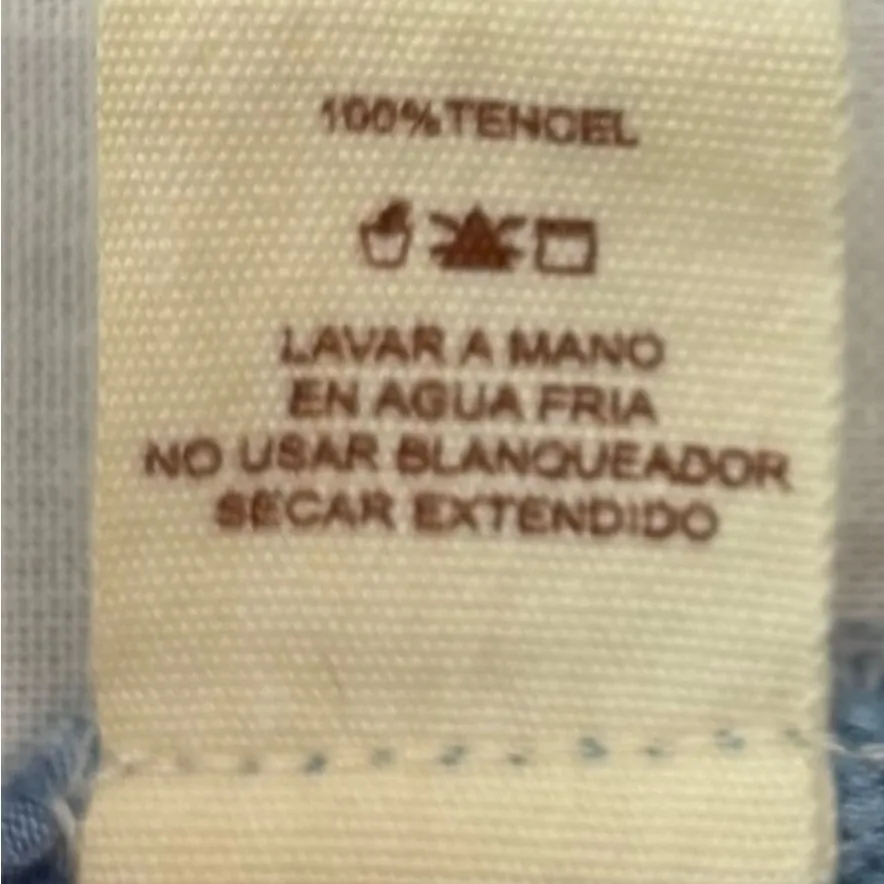 100%TENCEL
LAVAR A MANO
EN AGUA FRIA
NO USAR BLANQUEADOR
SECAR EXTENDIDO